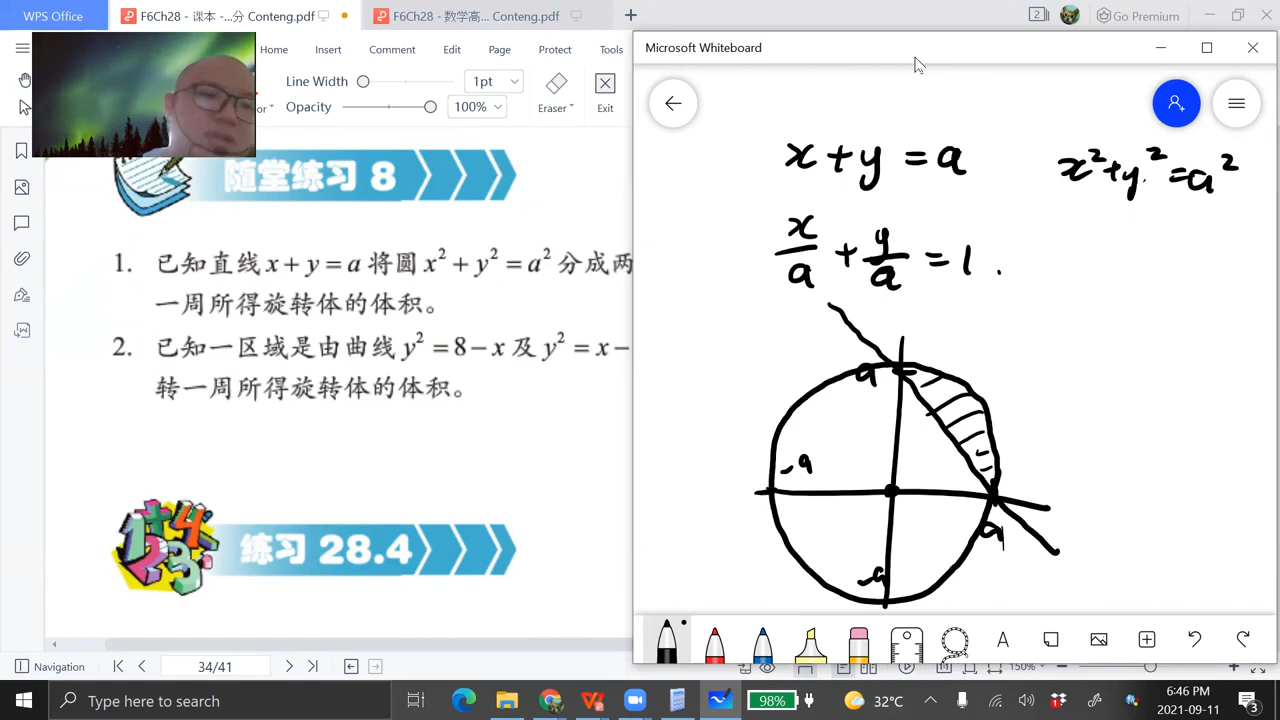 WPS Office
F6Ch28 - 课本 -...分 Conteng.pdf
F6Ch28 - 数学高... Conteng.pdf
Go Premium
Home Insert Comment Edit Page Protect Tools
Line Width 1pt
Opacity 100%
Eraser
Exit
随堂练习 8
1. 已知直线 x + y = a 将圆 x² + y² = a² 分成两
一周所得旋转体的体积。
2. 已知一区域是由曲线 y² = 8 − x 及 y² = x −
转一周所得旋转体的体积。
练习 28.4
Navigation
34/41
150%
Microsoft Whiteboard
x + y = a
x² + y² = a²
x/a + y/a = 1 .
a
-a
a
-a
Type here to search
98%
32°C
6:46 PM
2021-09-11
3